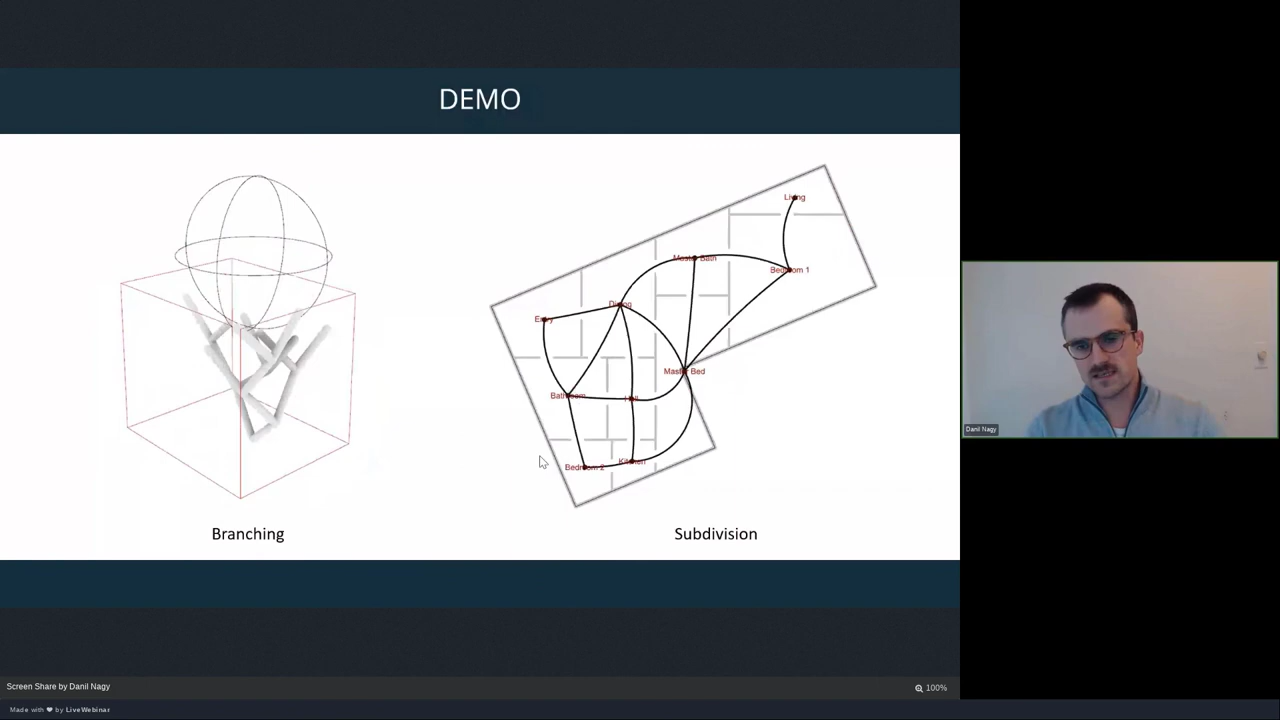 DEMO
Living
Master Bath
Bedroom 1
Dining
Entry
Master Bed
Bathroom
Hall
Bedroom 2
Kitchen
Branching
Subdivision
Danil Nagy
Screen Share by Danil Nagy
100%
Made with ❤ by LiveWebinar